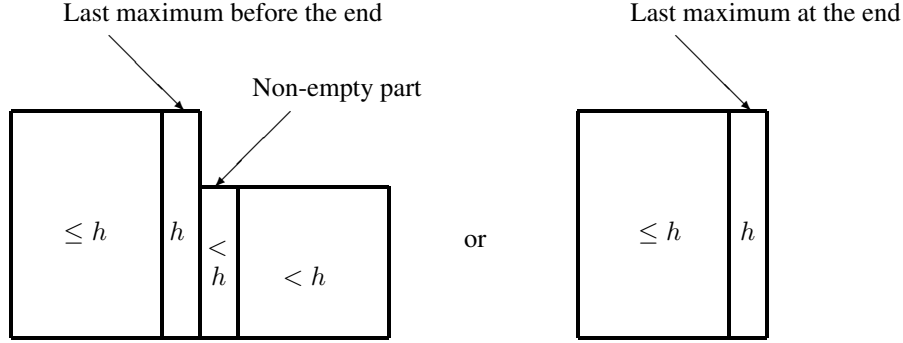 Last maximum before the end
Last maximum at the end
Non-empty part
≤ h
h
<
h
< h
or
≤ h
h